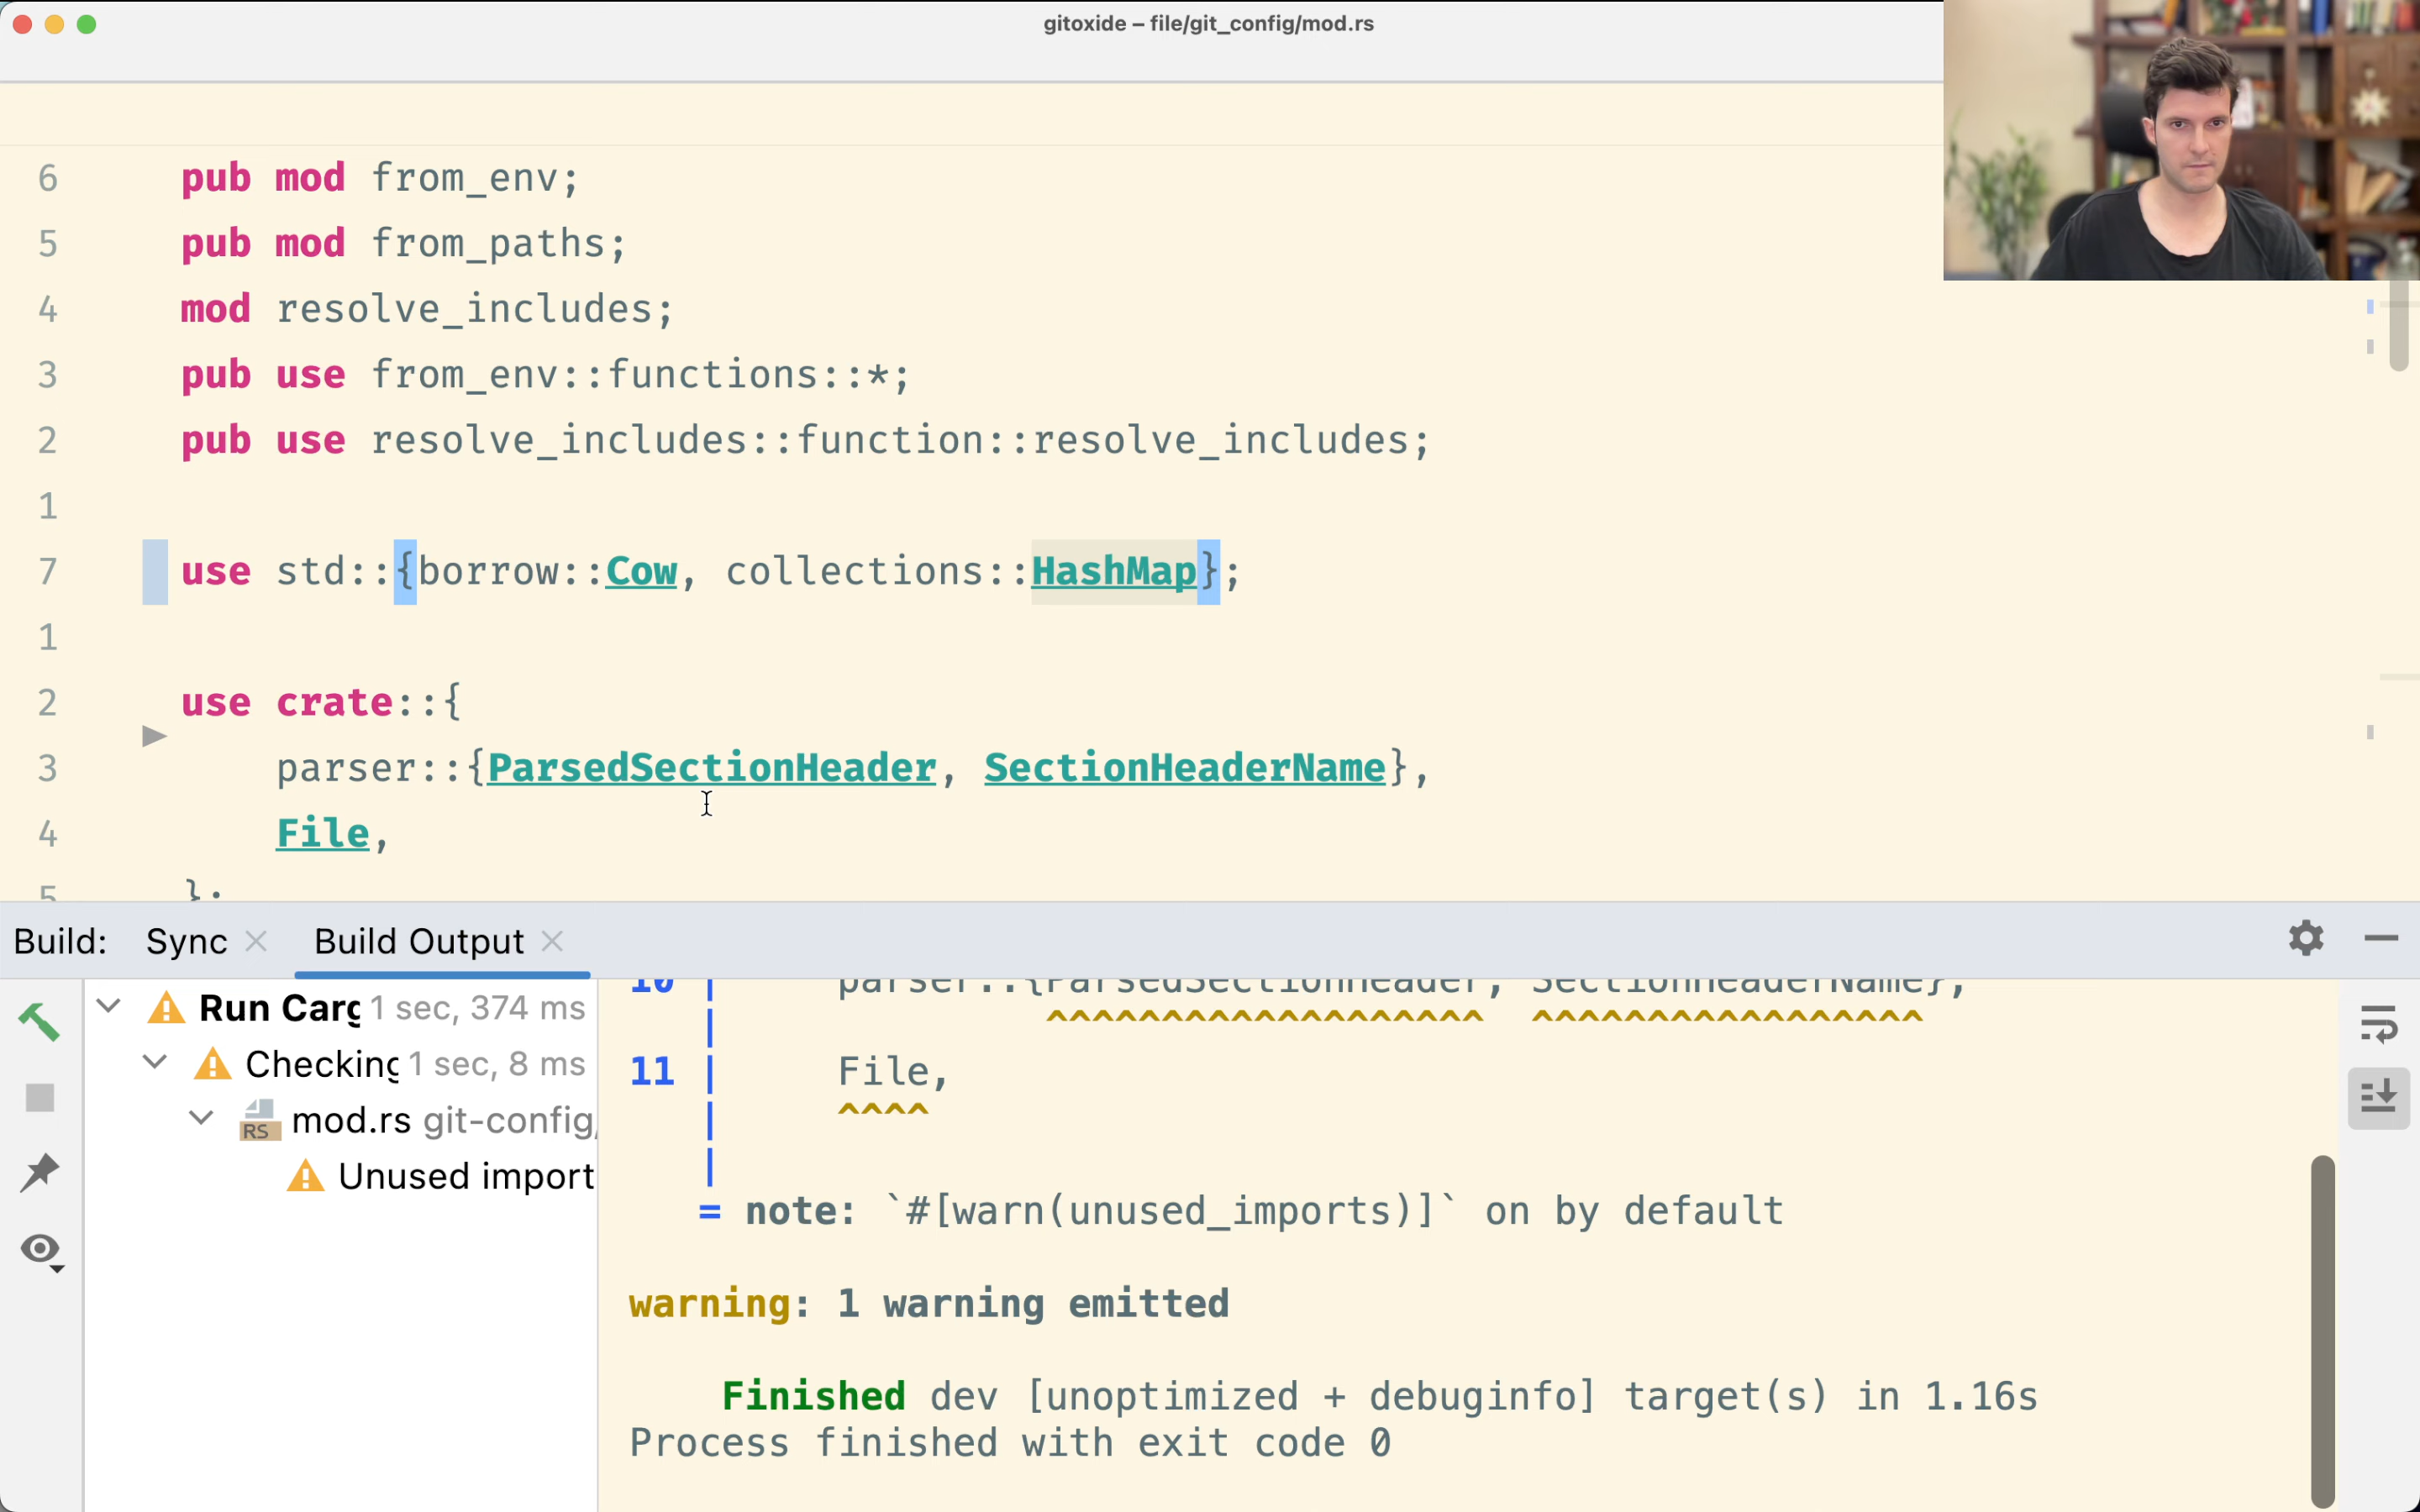 gitoxide – file/git_config/mod.rs
6 pub mod from_env;
5 pub mod from_paths;
4 mod resolve_includes;
3 pub use from_env::functions::*;
2 pub use resolve_includes::function::resolve_includes;
1
7 use std::{borrow::Cow, collections::HashMap};
1
2 use crate::{
3 parser::{ParsedSectionHeader, SectionHeaderName},
4 File,
5 };
Build: Sync Build Output
Run Carg 1 sec, 374 ms
Checking 1 sec, 8 ms
RS mod.rs git-config/
Unused import
10 | parser::{ParsedSectionHeader, SectionHeaderName},
| ^^^^^^^^^^^^^^^^^^^ ^^^^^^^^^^^^^^^^^
11 | File,
| ^^^^
|
= note: `#[warn(unused_imports)]` on by default
warning: 1 warning emitted
Finished dev [unoptimized + debuginfo] target(s) in 1.16s
Process finished with exit code 0